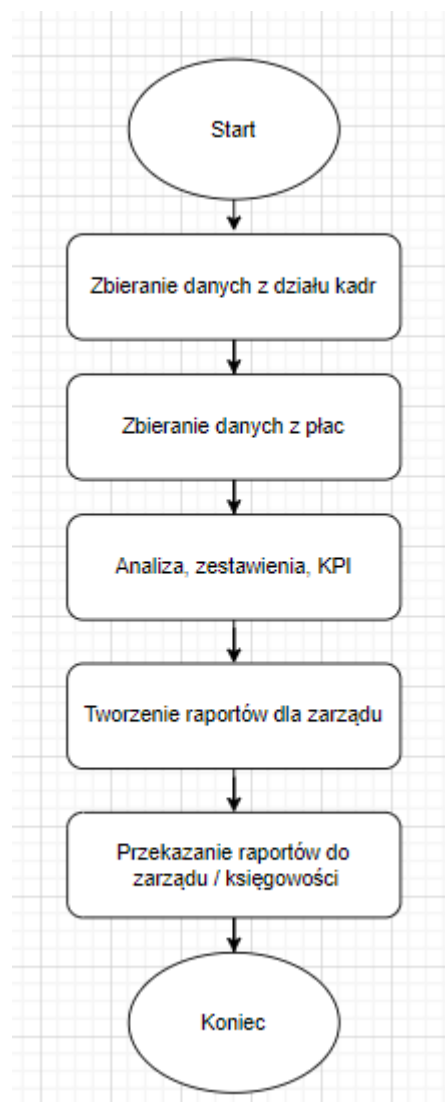 Start
Zbieranie danych z działu kadr
Zbieranie danych z płac
Analiza, zestawienia, KPI
Tworzenie raportów dla zarządu
Przekazanie raportów do
zarządu / księgowości
Koniec